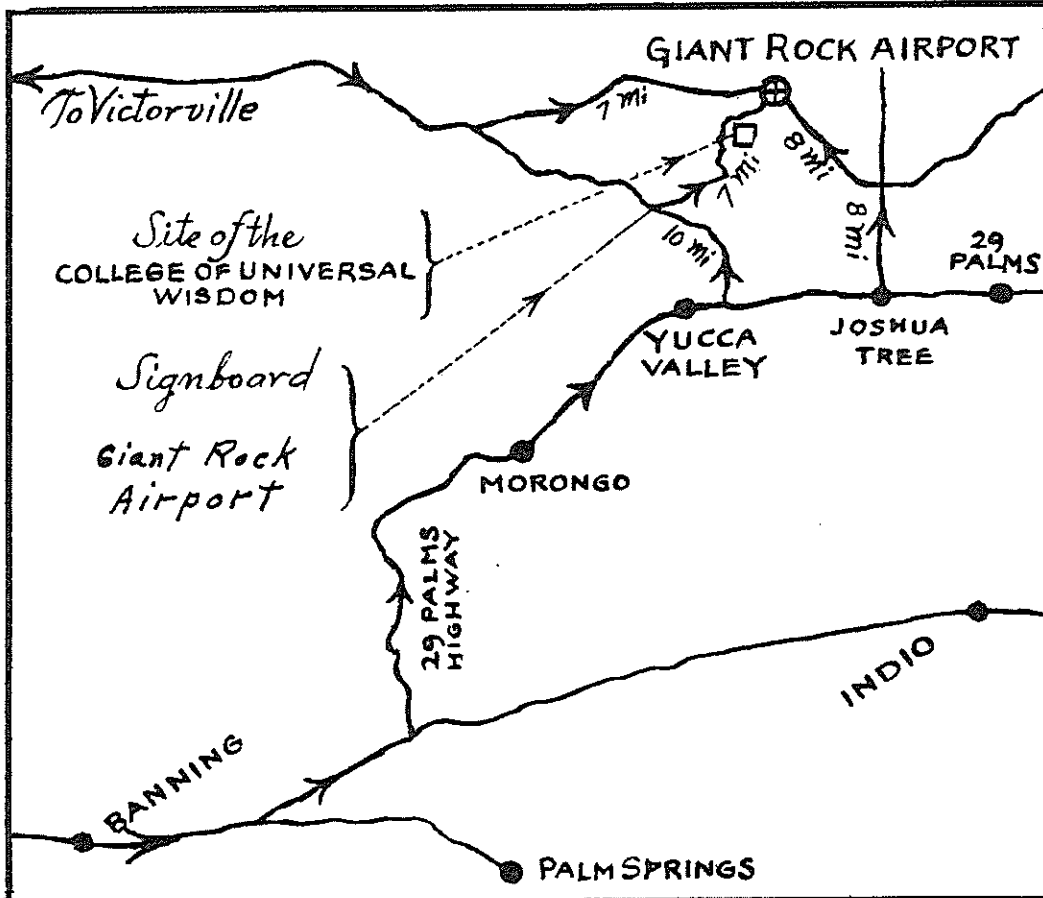 GIANT ROCK AIRPORT
To Victorville
7 mi
7 mi
8 mi
8 mi
10 mi
Site of the
COLLEGE OF UNIVERSAL
WISDOM
29
PALMS
YUCCA
VALLEY
JOSHUA
TREE
Signboard
Giant Rock
Airport
MORONGO
29 PALMS
HIGHWAY
INDIO
BANNING
PALM SPRINGS